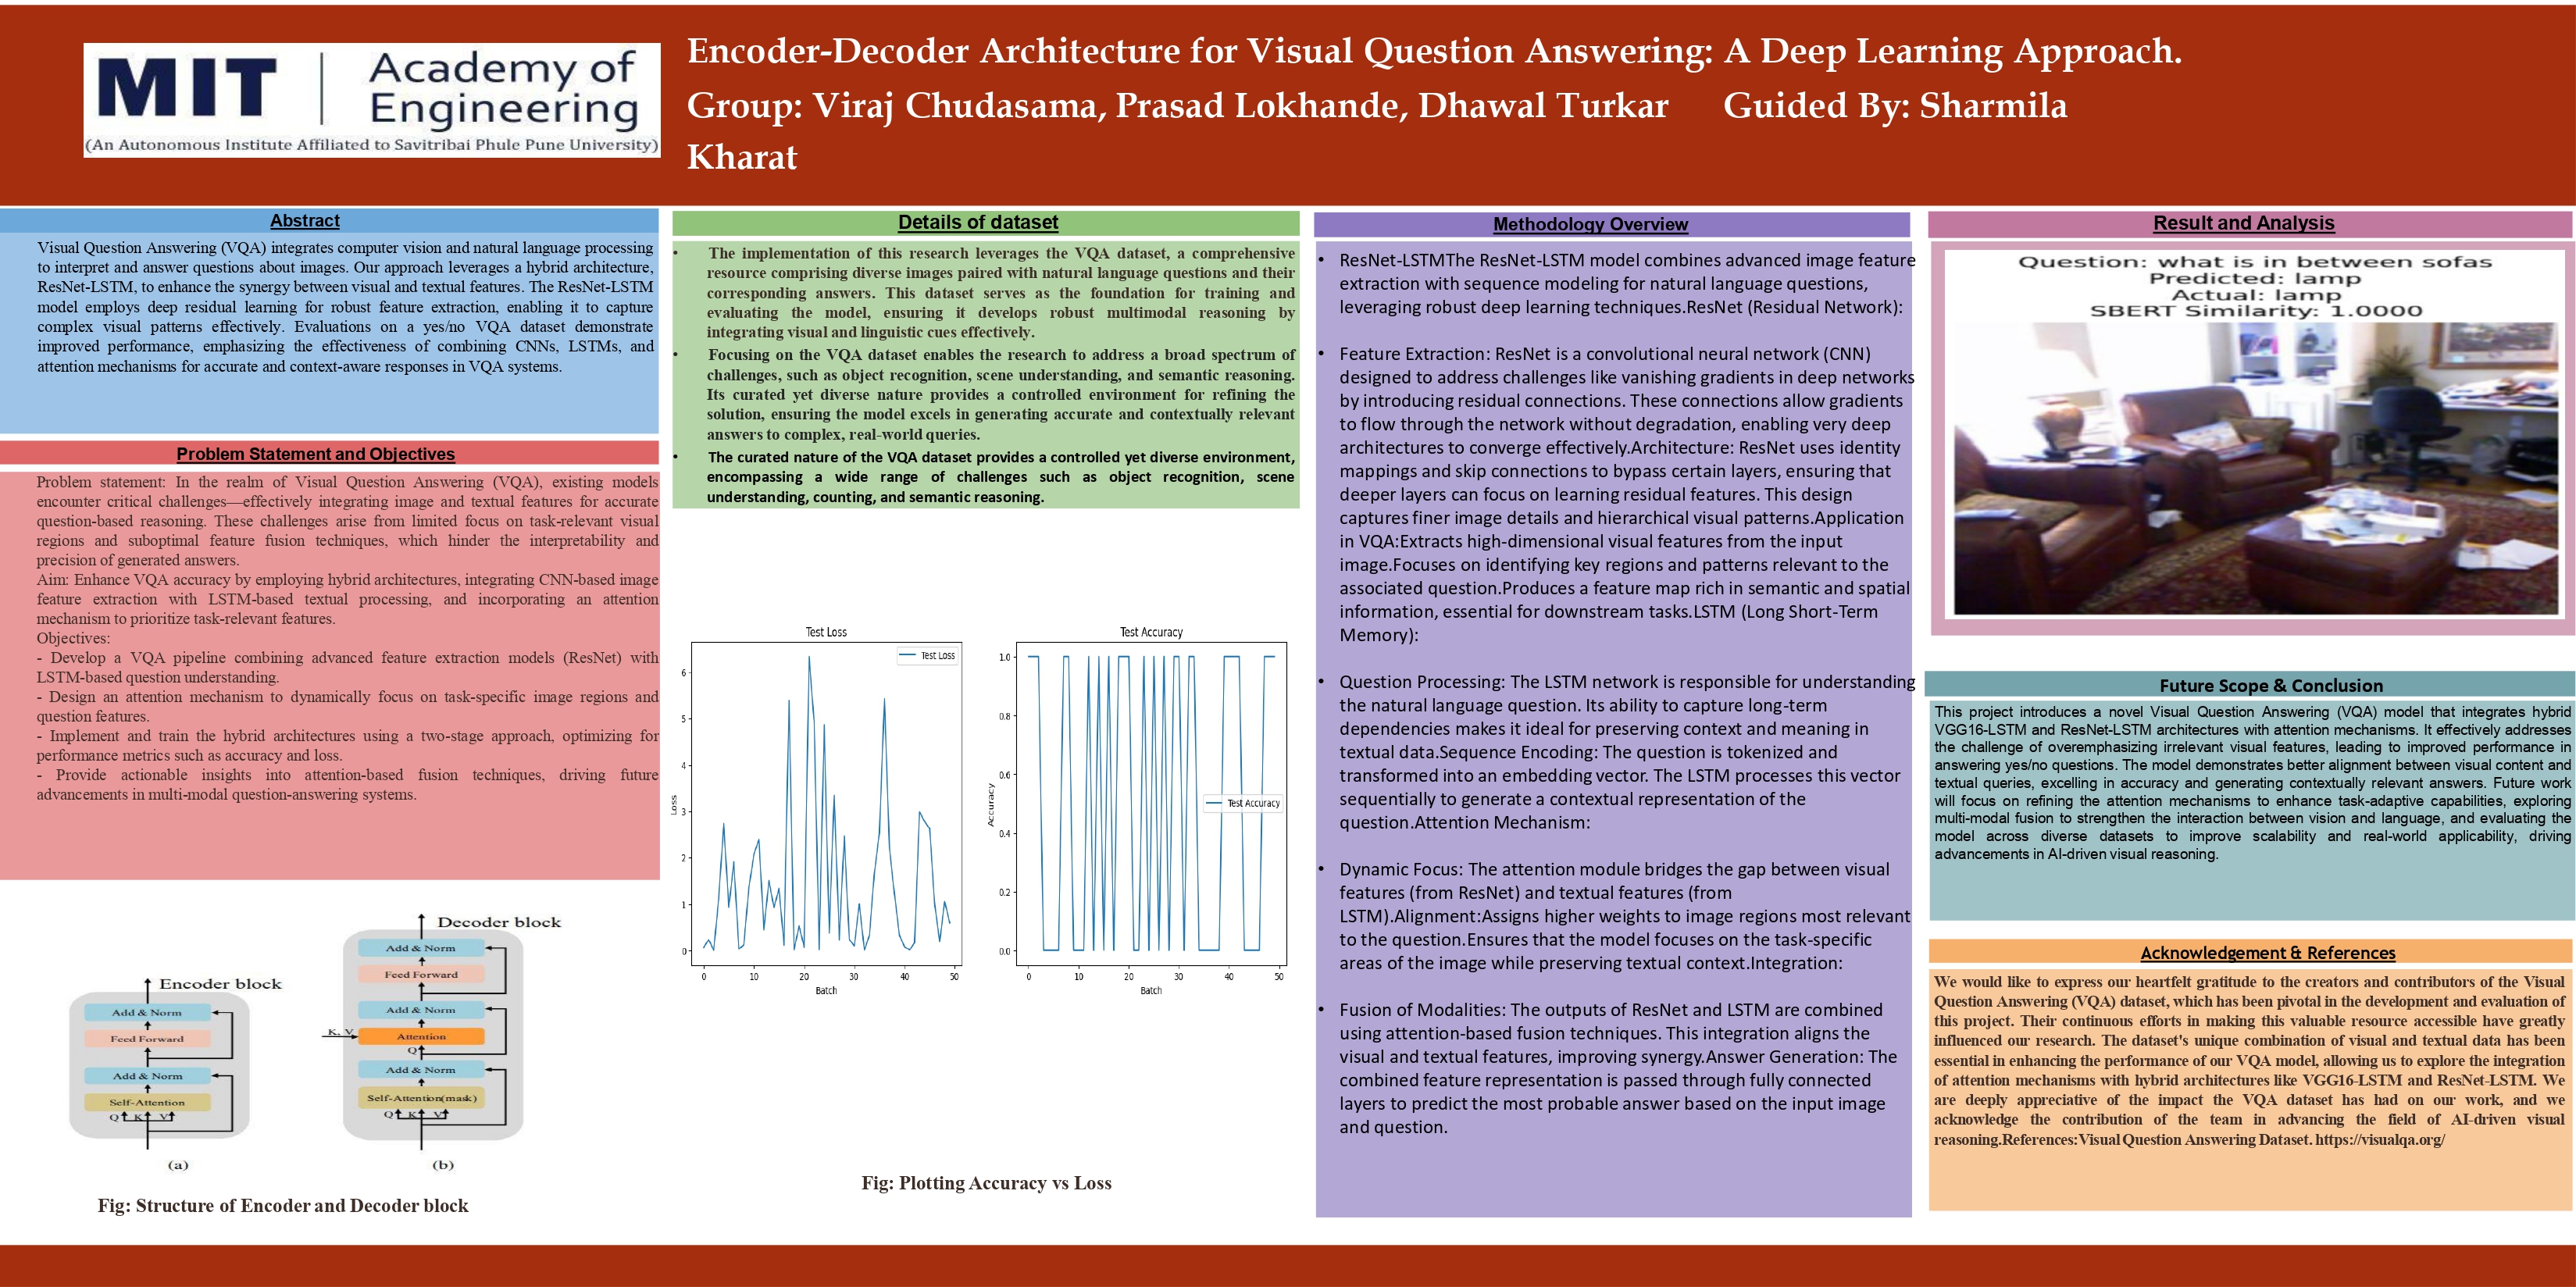 MIT
Academy of
Engineering
(An Autonomous Institute Affiliated to Savitribai Phule Pune University)
Encoder-Decoder Architecture for Visual Question Answering: A Deep Learning Approach.
Group: Viraj Chudasama, Prasad Lokhande, Dhawal Turkar Guided By: Sharmila
Kharat
Abstract
Visual Question Answering (VQA) integrates computer vision and natural language processing
to interpret and answer questions about images. Our approach leverages a hybrid architecture,
ResNet-LSTM, to enhance the synergy between visual and textual features. The ResNet-LSTM
model employs deep residual learning for robust feature extraction, enabling it to capture
complex visual patterns effectively. Evaluations on a yes/no VQA dataset demonstrate
improved performance, emphasizing the effectiveness of combining CNNs, LSTMs, and
attention mechanisms for accurate and context-aware responses in VQA systems.
Problem Statement and Objectives
Problem statement: In the realm of Visual Question Answering (VQA), existing models
encounter critical challenges—effectively integrating image and textual features for accurate
question-based reasoning. These challenges arise from limited focus on task-relevant visual
regions and suboptimal feature fusion techniques, which hinder the interpretability and
precision of generated answers.
Aim: Enhance VQA accuracy by employing hybrid architectures, integrating CNN-based image
feature extraction with LSTM-based textual processing, and incorporating an attention
mechanism to prioritize task-relevant features.
Objectives:
- Develop a VQA pipeline combining advanced feature extraction models (ResNet) with
LSTM-based question understanding.
- Design an attention mechanism to dynamically focus on task-specific image regions and
question features.
- Implement and train the hybrid architectures using a two-stage approach, optimizing for
performance metrics such as accuracy and loss.
- Provide actionable insights into attention-based fusion techniques, driving future
advancements in multi-modal question-answering systems.
Encoder block
Add & Norm
Feed Forward
Add & Norm
Self-Attention
Q K V
(a)
Decoder block
Add & Norm
Feed Forward
Add & Norm
K, V
Attention
Q
Add & Norm
Self-Attention(mask)
Q K V
(b)
Fig: Structure of Encoder and Decoder block
Details of dataset
• The implementation of this research leverages the VQA dataset, a comprehensive
resource comprising diverse images paired with natural language questions and their
corresponding answers. This dataset serves as the foundation for training and
evaluating the model, ensuring it develops robust multimodal reasoning by
integrating visual and linguistic cues effectively.
• Focusing on the VQA dataset enables the research to address a broad spectrum of
challenges, such as object recognition, scene understanding, and semantic reasoning.
Its curated yet diverse nature provides a controlled environment for refining the
solution, ensuring the model excels in generating accurate and contextually relevant
answers to complex, real-world queries.
• The curated nature of the VQA dataset provides a controlled yet diverse environment,
encompassing a wide range of challenges such as object recognition, scene
understanding, counting, and semantic reasoning.
Test Loss
Test Loss
Loss
6
5
4
3
2
1
0
0 10 20 30 40 50
Batch
Test Accuracy
Test Accuracy
Accuracy
1.0
0.8
0.6
0.4
0.2
0.0
0 10 20 30 40 50
Batch
Fig: Plotting Accuracy vs Loss
Methodology Overview
• ResNet-LSTMThe ResNet-LSTM model combines advanced image feature
extraction with sequence modeling for natural language questions,
leveraging robust deep learning techniques.ResNet (Residual Network):
• Feature Extraction: ResNet is a convolutional neural network (CNN)
designed to address challenges like vanishing gradients in deep networks
by introducing residual connections. These connections allow gradients
to flow through the network without degradation, enabling very deep
architectures to converge effectively.Architecture: ResNet uses identity
mappings and skip connections to bypass certain layers, ensuring that
deeper layers can focus on learning residual features. This design
captures finer image details and hierarchical visual patterns.Application
in VQA:Extracts high-dimensional visual features from the input
image.Focuses on identifying key regions and patterns relevant to the
associated question.Produces a feature map rich in semantic and spatial
information, essential for downstream tasks.LSTM (Long Short-Term
Memory):
• Question Processing: The LSTM network is responsible for understanding
the natural language question. Its ability to capture long-term
dependencies makes it ideal for preserving context and meaning in
textual data.Sequence Encoding: The question is tokenized and
transformed into an embedding vector. The LSTM processes this vector
sequentially to generate a contextual representation of the
question.Attention Mechanism:
• Dynamic Focus: The attention module bridges the gap between visual
features (from ResNet) and textual features (from
LSTM).Alignment:Assigns higher weights to image regions most relevant
to the question.Ensures that the model focuses on the task-specific
areas of the image while preserving textual context.Integration:
• Fusion of Modalities: The outputs of ResNet and LSTM are combined
using attention-based fusion techniques. This integration aligns the
visual and textual features, improving synergy.Answer Generation: The
combined feature representation is passed through fully connected
layers to predict the most probable answer based on the input image
and question.
Result and Analysis
Question: what is in between sofas
Predicted: lamp
Actual: lamp
SBERT Similarity: 1.0000
Future Scope & Conclusion
This project introduces a novel Visual Question Answering (VQA) model that integrates hybrid
VGG16-LSTM and ResNet-LSTM architectures with attention mechanisms. It effectively addresses
the challenge of overemphasizing irrelevant visual features, leading to improved performance in
answering yes/no questions. The model demonstrates better alignment between visual content and
textual queries, excelling in accuracy and generating contextually relevant answers. Future work
will focus on refining the attention mechanisms to enhance task-adaptive capabilities, exploring
multi-modal fusion to strengthen the interaction between vision and language, and evaluating the
model across diverse datasets to improve scalability and real-world applicability, driving
advancements in AI-driven visual reasoning.
Acknowledgement & References
We would like to express our heartfelt gratitude to the creators and contributors of the Visual
Question Answering (VQA) dataset, which has been pivotal in the development and evaluation of
this project. Their continuous efforts in making this valuable resource accessible have greatly
influenced our research. The dataset's unique combination of visual and textual data has been
essential in enhancing the performance of our VQA model, allowing us to explore the integration
of attention mechanisms with hybrid architectures like VGG16-LSTM and ResNet-LSTM. We
are deeply appreciative of the impact the VQA dataset has had on our work, and we
acknowledge the contribution of the team in advancing the field of AI-driven visual
reasoning.References:Visual Question Answering Dataset. https://visualqa.org/